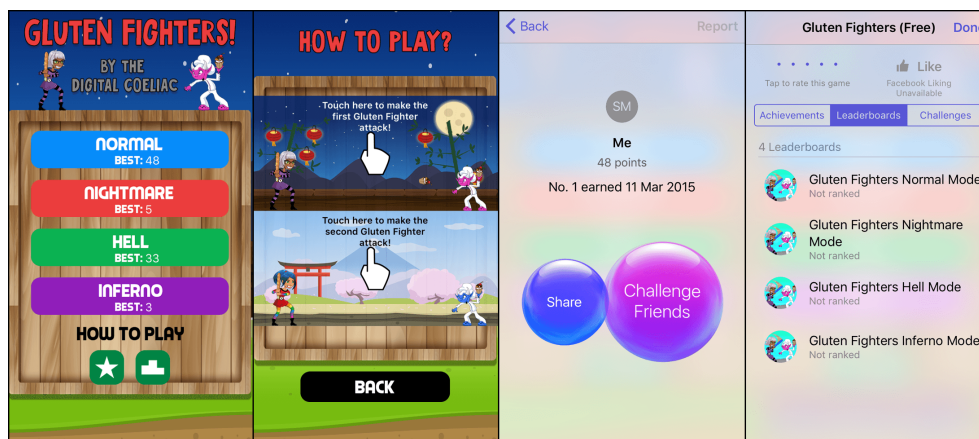 GLUTEN FIGHTERS!
BY THE
DIGITAL COELIAC
NORMAL
BEST: 48
NIGHTMARE
BEST: 5
HELL
BEST: 33
INFERNO
BEST: 3
HOW TO PLAY
HOW TO PLAY?
Touch here to make the
first Gluten Fighter
attack!
Touch here to make the
second Gluten Fighter
attack!
BACK
Back
Report
SM
Me
48 points
No. 1 earned 11 Mar 2015
Share
Challenge
Friends
Gluten Fighters (Free) Done
Tap to rate this game
Like
Facebook Liking
Unavailable
Achievements Leaderboards Challenges
4 Leaderboards
Gluten Fighters Normal Mode
Not ranked
Gluten Fighters Nightmare
Mode
Not ranked
Gluten Fighters Hell Mode
Not ranked
Gluten Fighters Inferno Mode
Not ranked